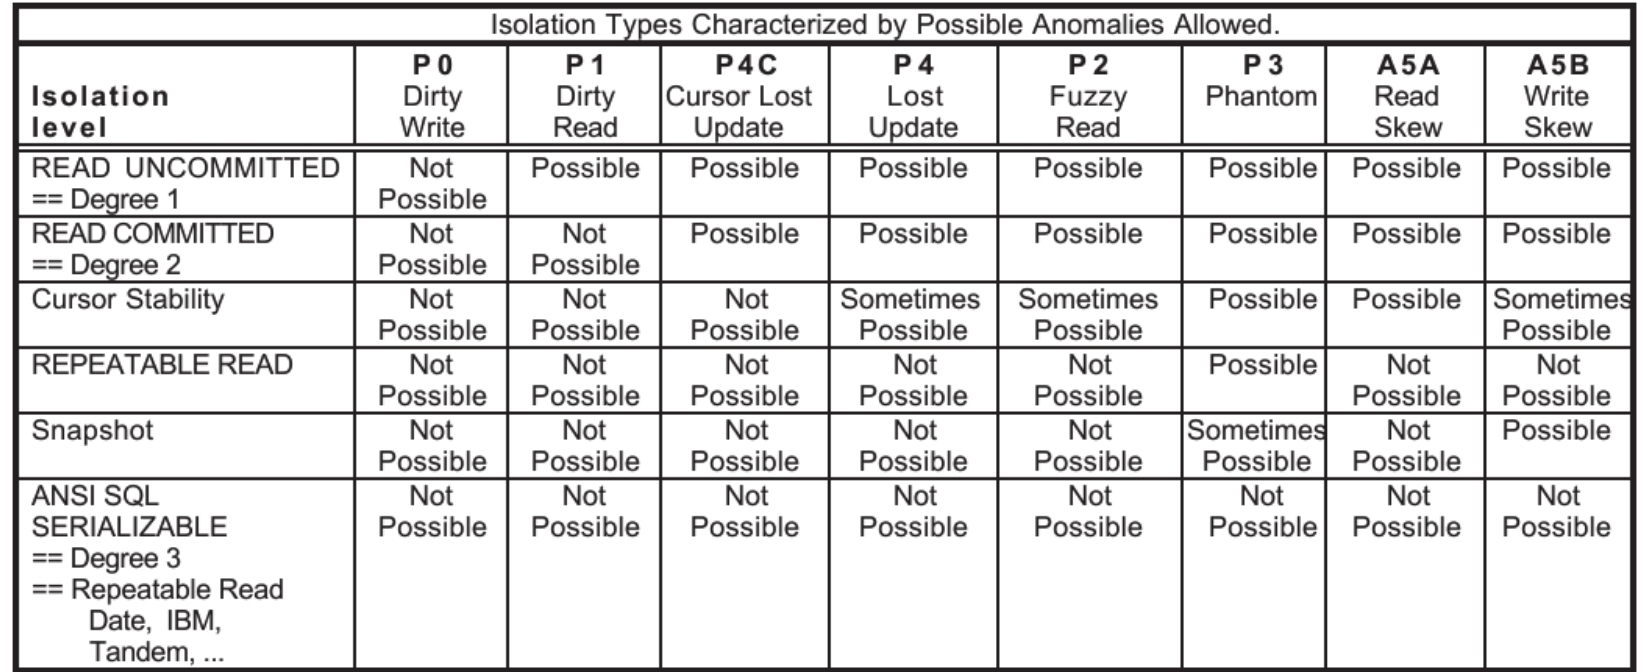 Isolation Types Characterized by Possible Anomalies Allowed.
Isolation level P0 Dirty Write P1 Dirty Read P4C Cursor Lost Update P4 Lost Update P2 Fuzzy Read P3 Phantom A5A Read Skew A5B Write Skew
READ UNCOMMITTED == Degree 1 Not Possible Possible Possible Possible Possible Possible Possible Possible
READ COMMITTED == Degree 2 Not Possible Not Possible Possible Possible Possible Possible Possible Possible
Cursor Stability Not Possible Not Possible Not Possible Sometimes Possible Sometimes Possible Possible Possible Sometimes Possible
REPEATABLE READ Not Possible Not Possible Not Possible Not Possible Not Possible Possible Not Possible Not Possible
Snapshot Not Possible Not Possible Not Possible Not Possible Not Possible Sometimes Possible Not Possible Possible
ANSI SQL SERIALIZABLE == Degree 3 == Repeatable Read Date, IBM, Tandem, ... Not Possible Not Possible Not Possible Not Possible Not Possible Not Possible Not Possible Not Possible